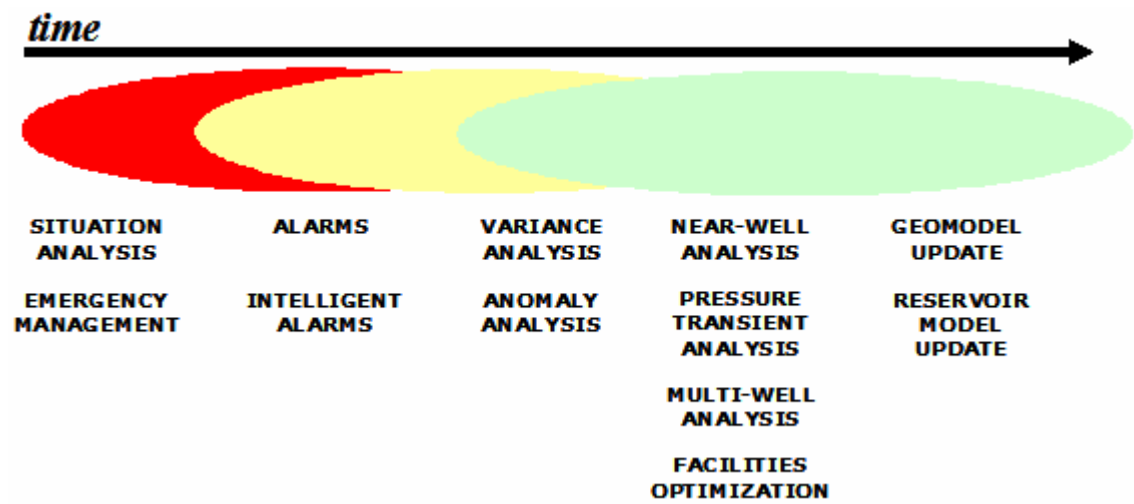 time
SITUATION
ANALYSIS
EMERGENCY
MANAGEMENT
ALARMS
INTELLIGENT
ALARMS
VARIANCE
ANALYSIS
ANOMALY
ANALYSIS
NEAR-WELL
ANALYSIS
PRESSURE
TRANSIENT
ANALYSIS
MULTI-WELL
ANALYSIS
FACILITIES
OPTIMIZATION
GEOMODEL
UPDATE
RESERVOIR
MODEL
UPDATE